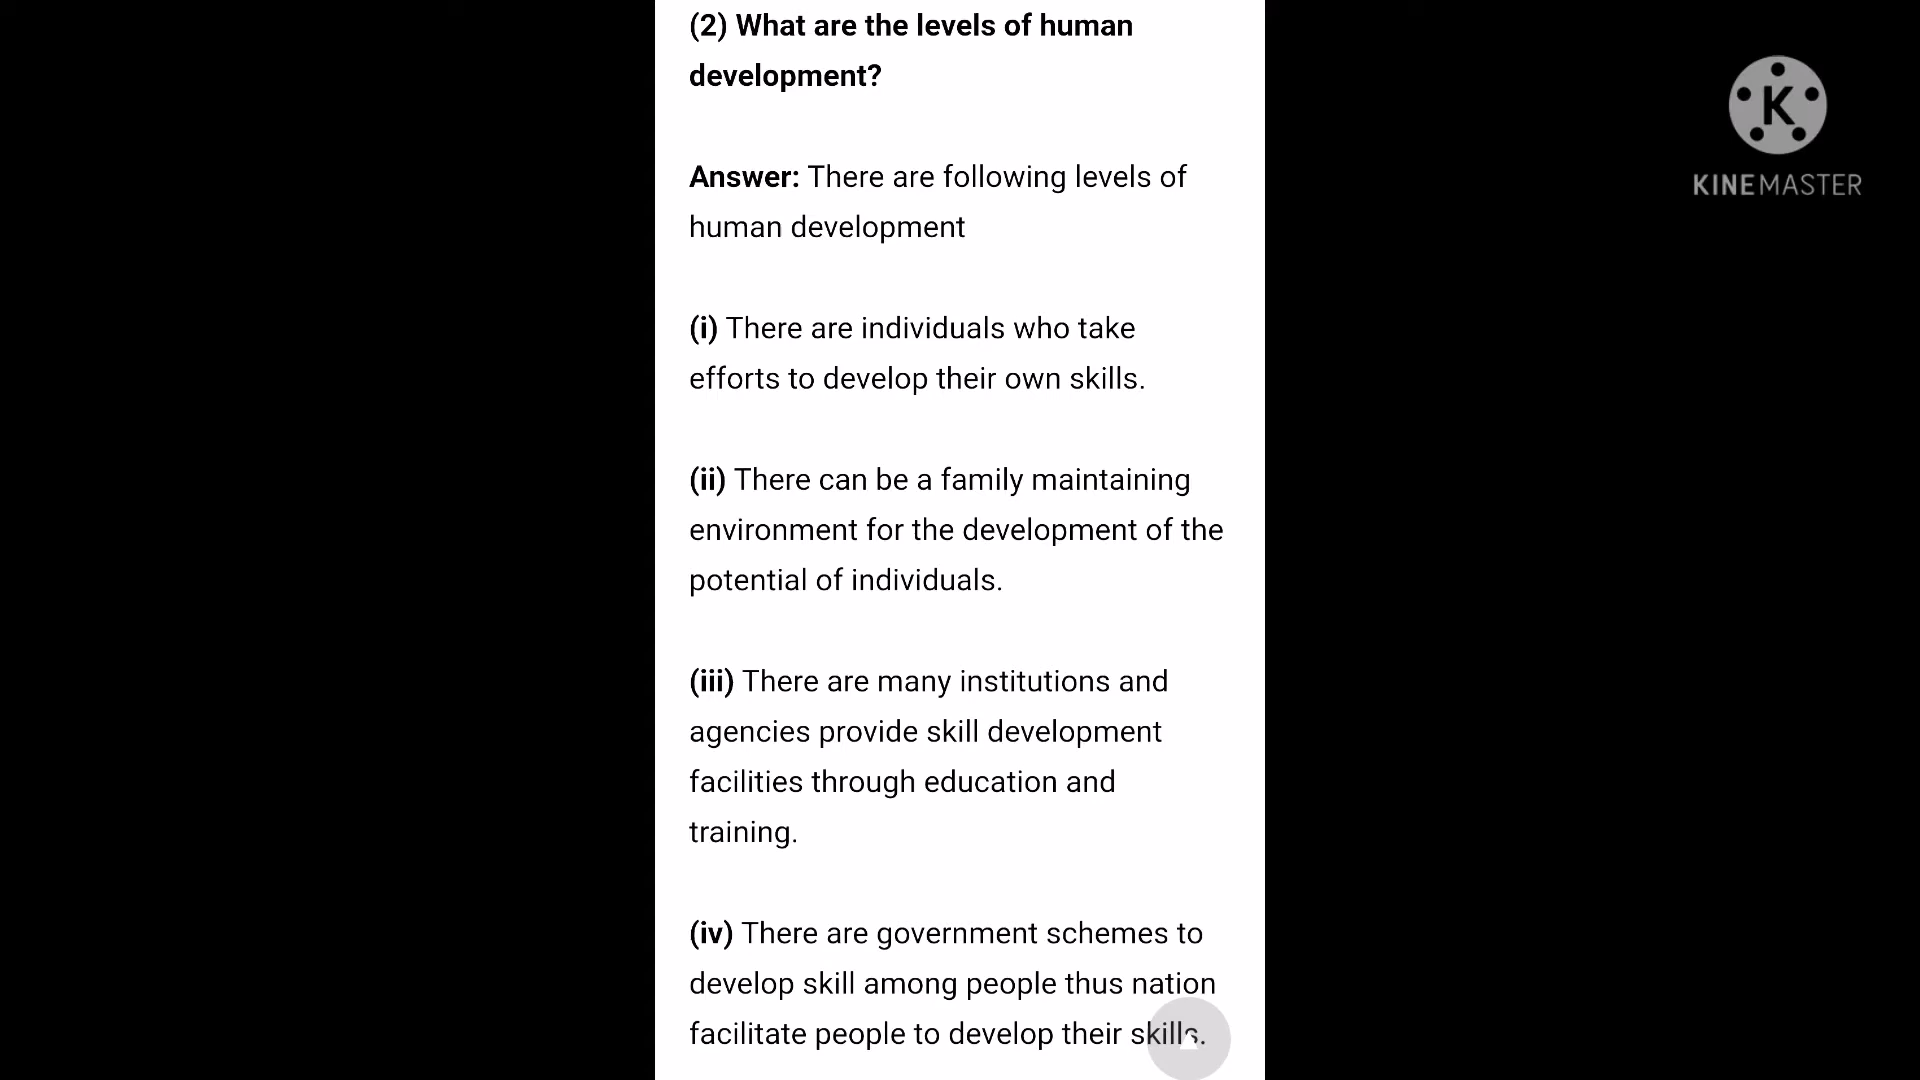 (2) What are the levels of human
development?
Answer: There are following levels of
human development
(i) There are individuals who take
efforts to develop their own skills.
(ii) There can be a family maintaining
environment for the development of the
potential of individuals.
(iii) There are many institutions and
agencies provide skill development
facilities through education and
training.
(iv) There are government schemes to
develop skill among people thus nation
facilitate people to develop their skills.
K
KINEMASTER